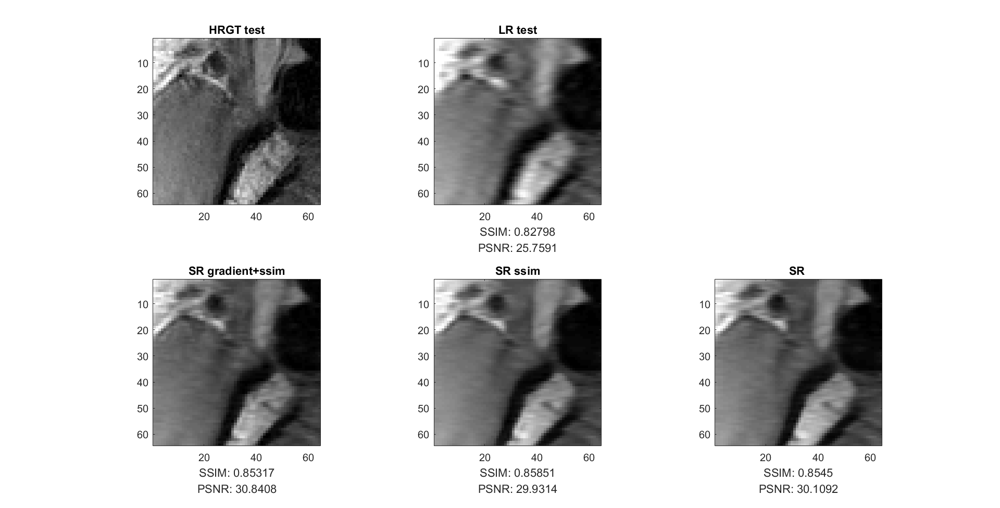 HRGT test
LR test
10
20
30
40
50
60
20 40 60
10
20
30
40
50
60
20 40 60
SSIM: 0.82798
PSNR: 25.7591
SR gradient+ssim
SR ssim
SR
10
20
30
40
50
60
20 40 60
SSIM: 0.85317
PSNR: 30.8408
10
20
30
40
50
60
20 40 60
SSIM: 0.85851
PSNR: 29.9314
10
20
30
40
50
60
20 40 60
SSIM: 0.8545
PSNR: 30.1092